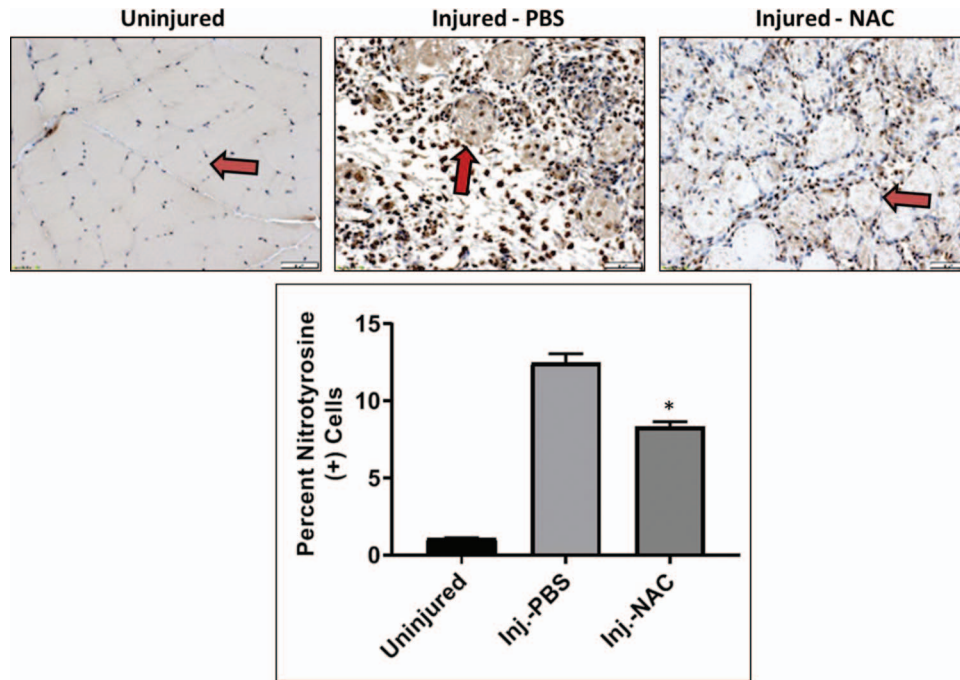 Uninjured
Injured - PBS
Injured - NAC
15
10
5
0
Percent Nitrotyrosine
(+) Cells
*
Uninjured
Inj.-PBS
Inj.-NAC